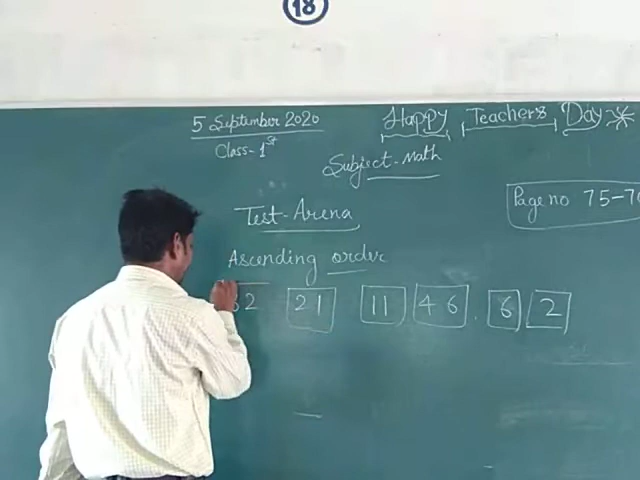 18
5 September 2020 Happy Teachers Day
Class-1st
Subject-Math
Test-Arena
Page no 75-7
Ascending order
2 21 11 46 6 2